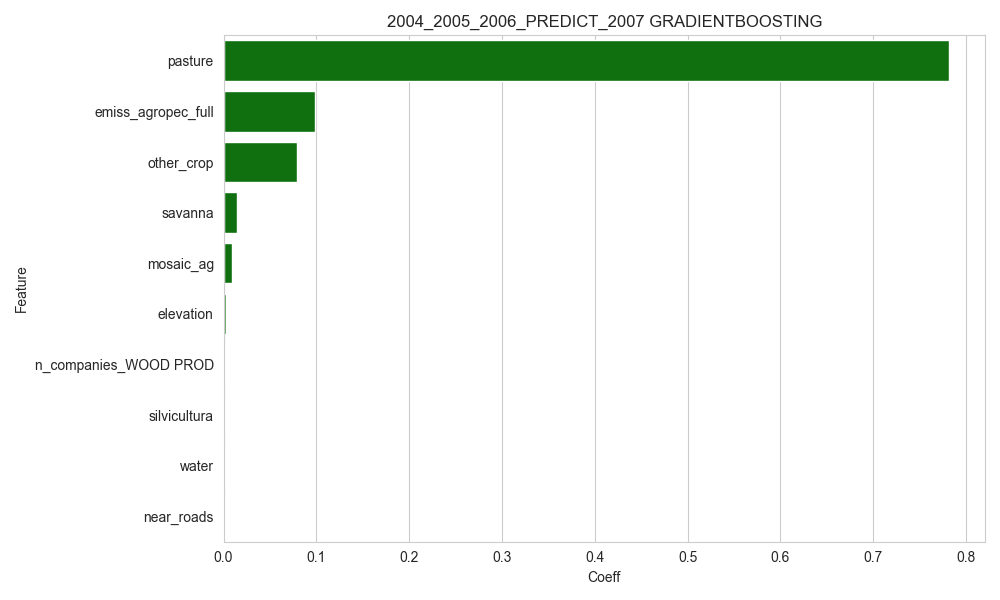 2004_2005_2006_PREDICT_2007 GRADIENTBOOSTING
Feature
pasture
emiss_agropec_full
other_crop
savanna
mosaic_ag
elevation
n_companies_WOOD PROD
silvicultura
water
near_roads
0.0 0.1 0.2 0.3 0.4 0.5 0.6 0.7 0.8
Coeff